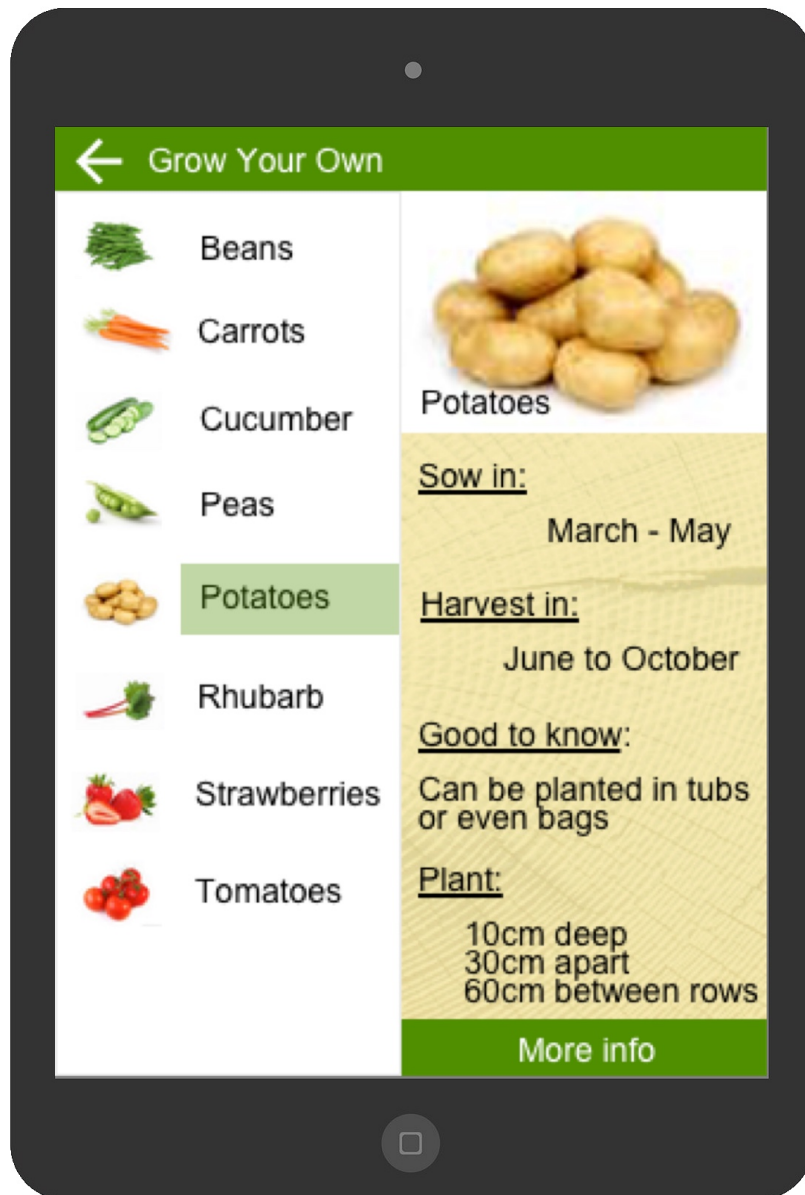 Grow Your Own
Beans
Carrots
Cucumber
Peas
Potatoes
Rhubarb
Strawberries
Tomatoes
Potatoes
Sow in:
March - May
Harvest in:
June to October
Good to know:
Can be planted in tubs
or even bags
Plant:
10cm deep
30cm apart
60cm between rows
More info